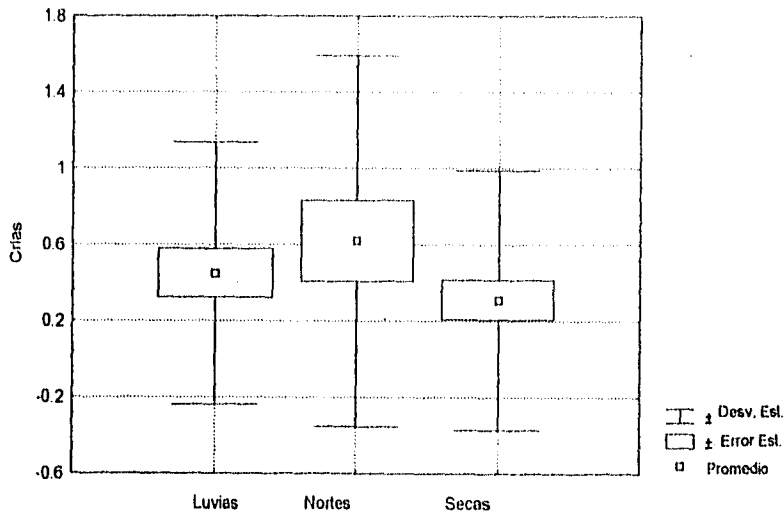 1.8
1.4
1
0.6
0.2
-0.2
-0.6
Crías
Luvias Nortes Secas
± Desv. Est.
± Error Est.
Promedio